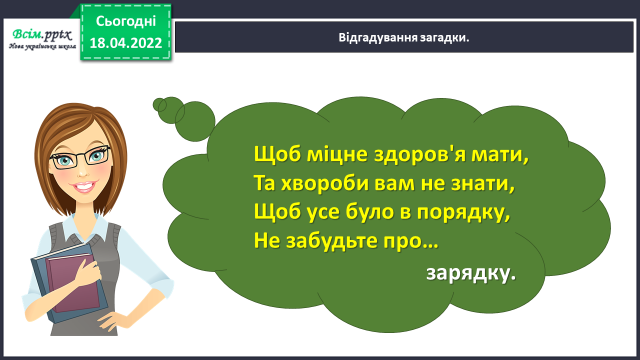 Всім.pptx
Нова українська школа
Сьогодні
18.04.2022
Відгадування загадки.
Щоб міцне здоров'я мати,
Та хвороби вам не знати,
Щоб усе було в порядку,
Не забудьте про…
зарядку.